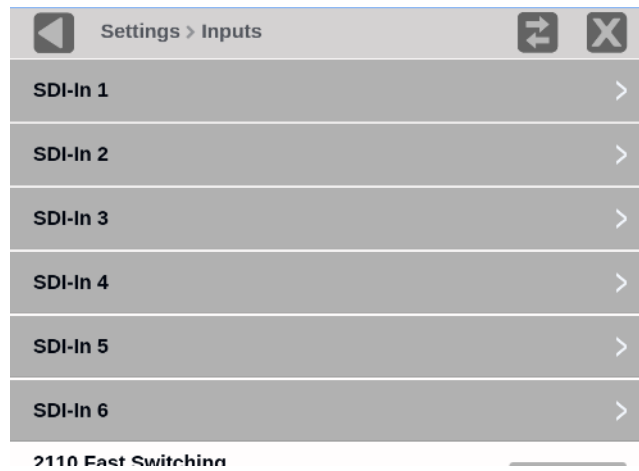 Settings > Inputs
SDI-In 1
SDI-In 2
SDI-In 3
SDI-In 4
SDI-In 5
SDI-In 6
2110 Fast Switching